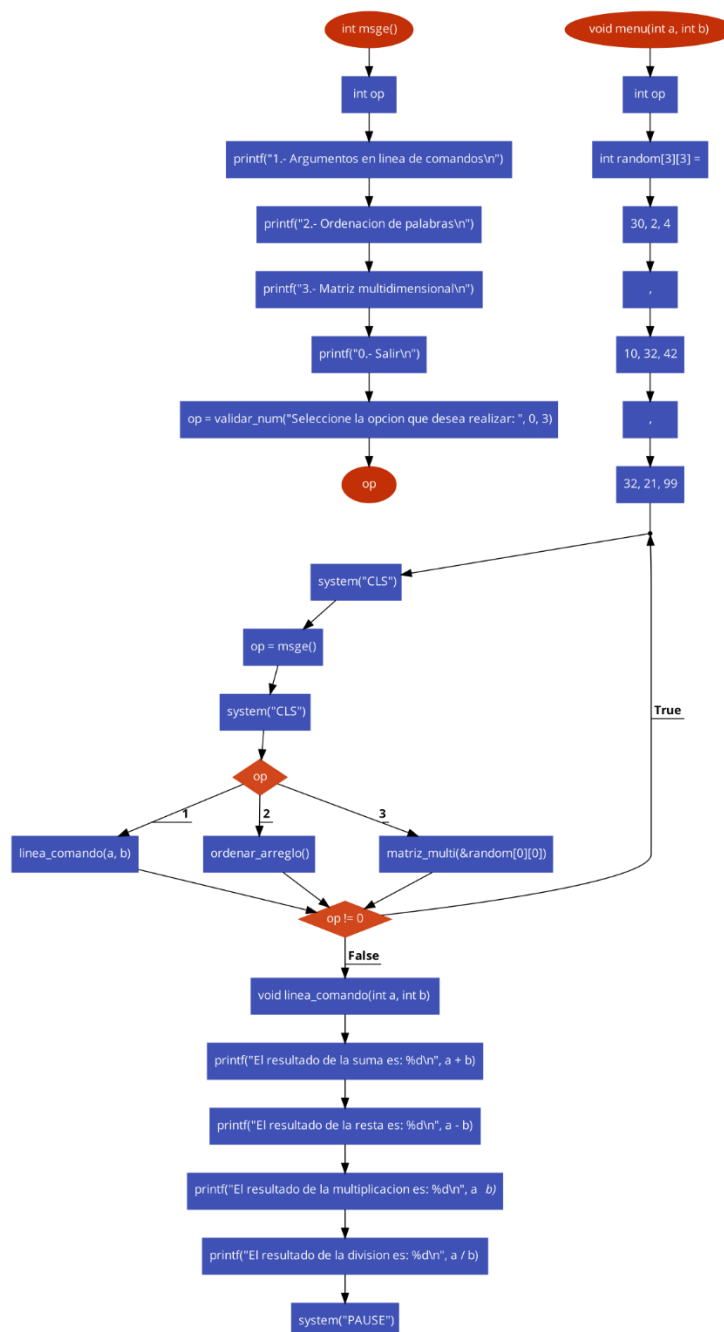 int msge()
int op
printf("1.- Argumentos en linea de comandos\n")
printf("2.- Ordenacion de palabras\n")
printf("3.- Matriz multidimensional\n")
printf("0.- Salir\n")
op = validar_num("Seleccione la opcion que desea realizar: ", 0, 3)
op
void menu(int a, int b)
int op
int random[3][3] =
30, 2, 4
,
10, 32, 42
,
32, 21, 99
system("CLS")
op = msge()
system("CLS")
True
op
1
2
3
linea_comando(a, b)
ordenar_arreglo()
matriz_multi(&random[0][0])
op != 0
False
void linea_comando(int a, int b)
printf("El resultado de la suma es: %d\n", a + b)
printf("El resultado de la resta es: %d\n", a - b)
printf("El resultado de la multiplicacion es: %d\n", a b)
printf("El resultado de la division es: %d\n", a / b)
system("PAUSE")